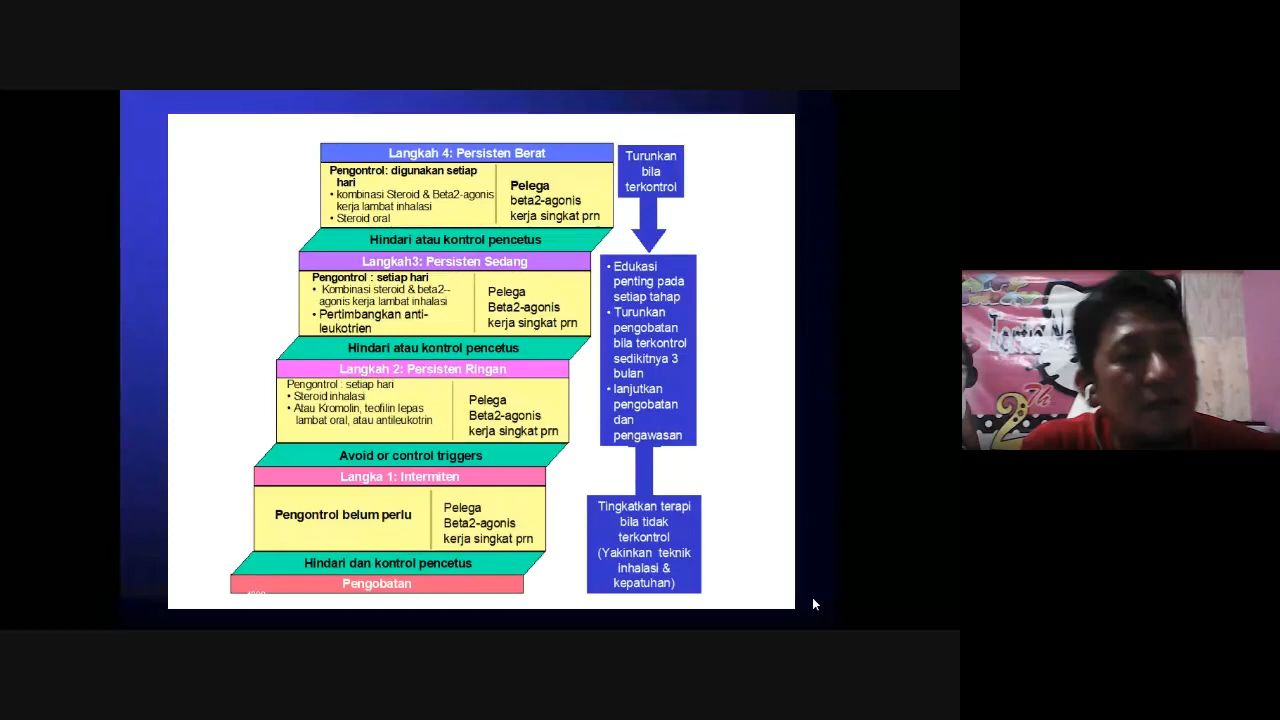 Langkah 4: Persisten Berat
Pengontrol: digunakan setiap
hari
• kombinasi Steroid & Beta2-agonis
kerja lambat inhalasi
• Steroid oral
Pelega
beta2-agonis
kerja singkat prn
Hindari atau kontrol pencetus
Langkah3: Persisten Sedang
Pengontrol : setiap hari
• Kombinasi steroid & beta2--
agonis kerja lambat inhalasi
• Pertimbangkan anti-
leukotrien
Pelega
Beta2-agonis
kerja singkat prn
Hindari atau kontrol pencetus
Langkah 2: Persisten Ringan
Pengontrol : setiap hari
• Steroid inhalasi
• Atau Kromolin, teofilin lepas
lambat oral, atau antileukotrin
Pelega
Beta2-agonis
kerja singkat prn
Avoid or control triggers
Langka 1: Intermiten
Pengontrol belum perlu
Pelega
Beta2-agonis
kerja singkat prn
Hindari dan kontrol pencetus
Pengobatan
Turunkan
bila
terkontrol
• Edukasi
penting pada
setiap tahap
• Turunkan
pengobatan
bila terkontrol
sedikitnya 3
bulan
• lanjutkan
pengobatan
dan
pengawasan
Tingkatkan terapi
bila tidak
terkontrol
(Yakinkan teknik
inhalasi &
kepatuhan)
2